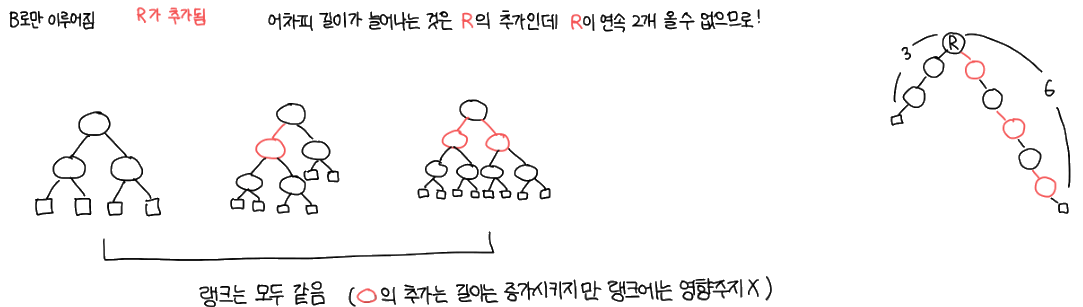 B로만 이루어짐
R가 추가됨
어차피 길이가 늘어나는 것은 R의 추가인데 R이 연속 2개 올 수 없으므로!
R
3
6
랭크는 모두 같음 (○의 추가는 길이는 증가시키지만 랭크에는 영향주지 X)